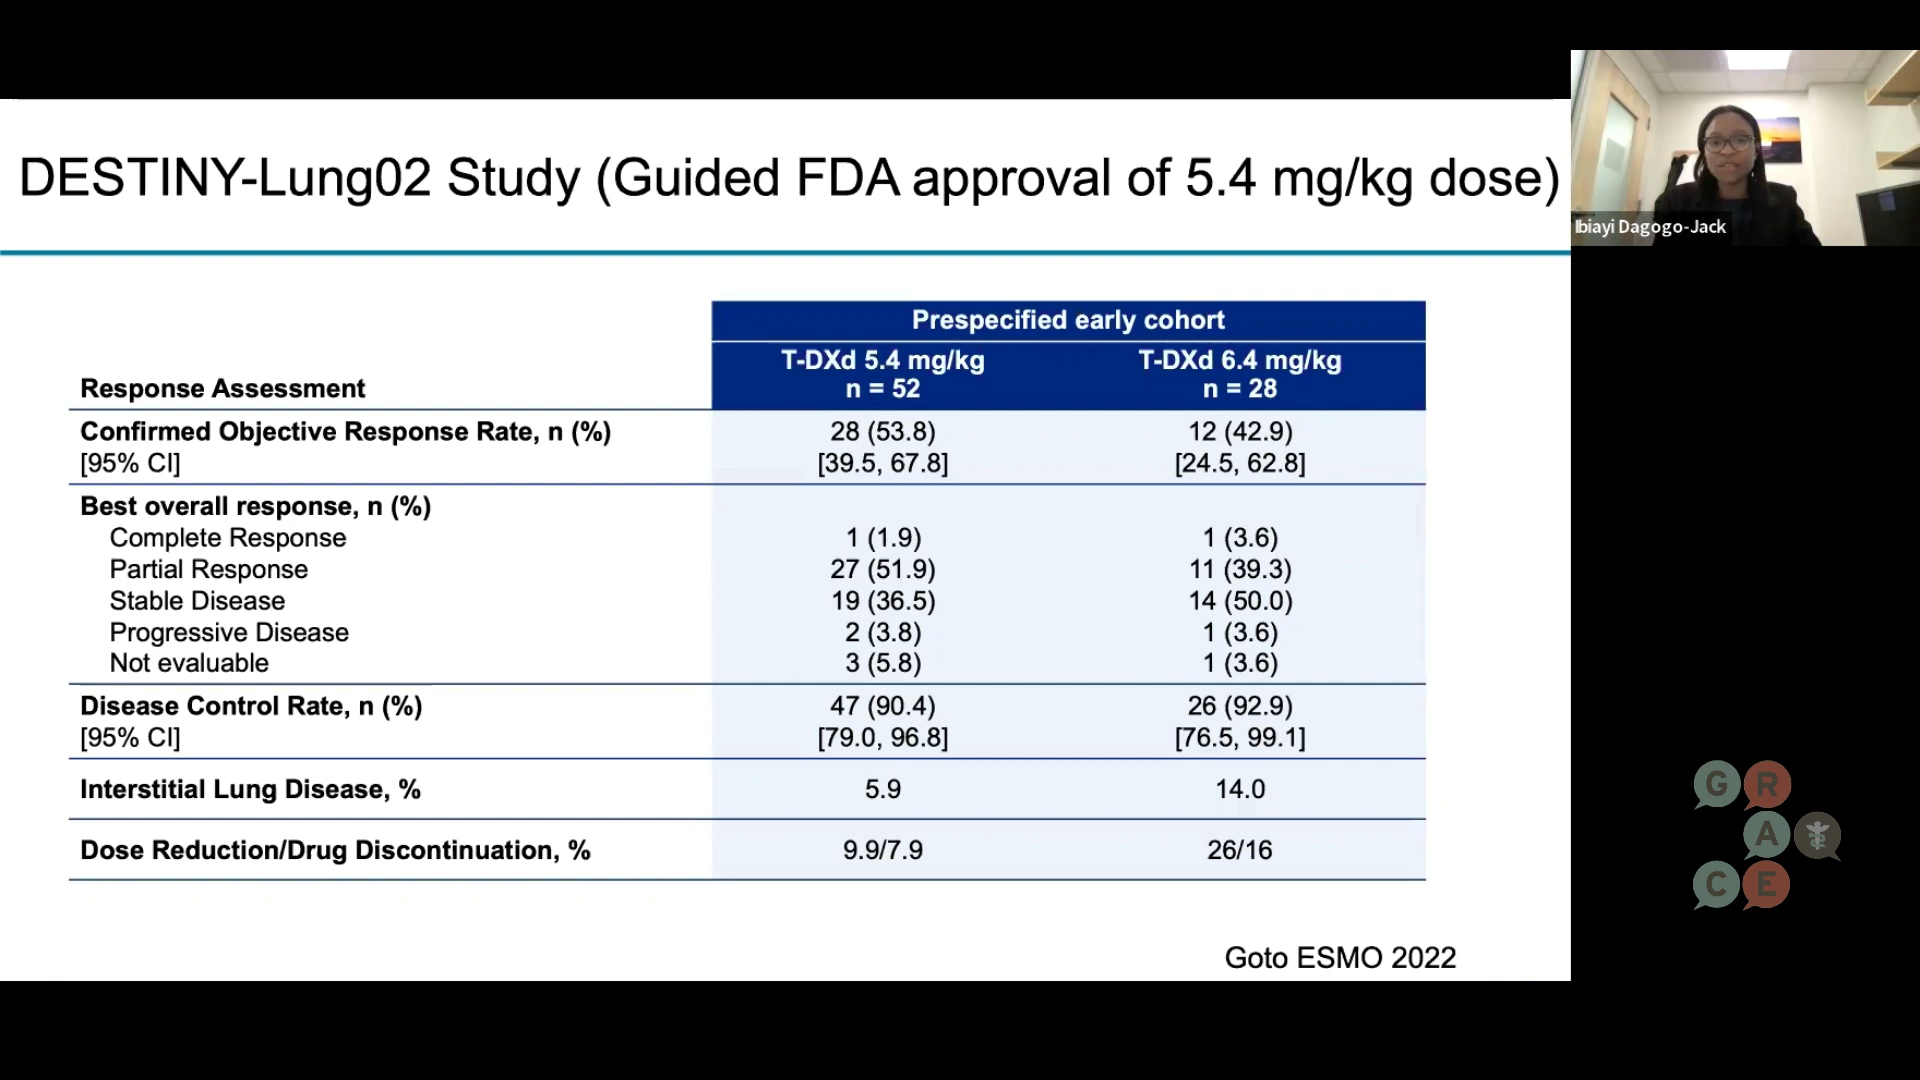 DESTINY-Lung02 Study (Guided FDA approval of 5.4 mg/kg dose)
Ibiayi Dagogo-Jack
Prespecified early cohort
Response Assessment
T-DXd 5.4 mg/kg
n = 52
T-DXd 6.4 mg/kg
n = 28
Confirmed Objective Response Rate, n (%) 28 (53.8) 12 (42.9)
[95% CI] [39.5, 67.8] [24.5, 62.8]
Best overall response, n (%)
Complete Response 1 (1.9) 1 (3.6)
Partial Response 27 (51.9) 11 (39.3)
Stable Disease 19 (36.5) 14 (50.0)
Progressive Disease 2 (3.8) 1 (3.6)
Not evaluable 3 (5.8) 1 (3.6)
Disease Control Rate, n (%) 47 (90.4) 26 (92.9)
[95% CI] [79.0, 96.8] [76.5, 99.1]
Interstitial Lung Disease, % 5.9 14.0
Dose Reduction/Drug Discontinuation, % 9.9/7.9 26/16
Goto ESMO 2022
G R
A
C E